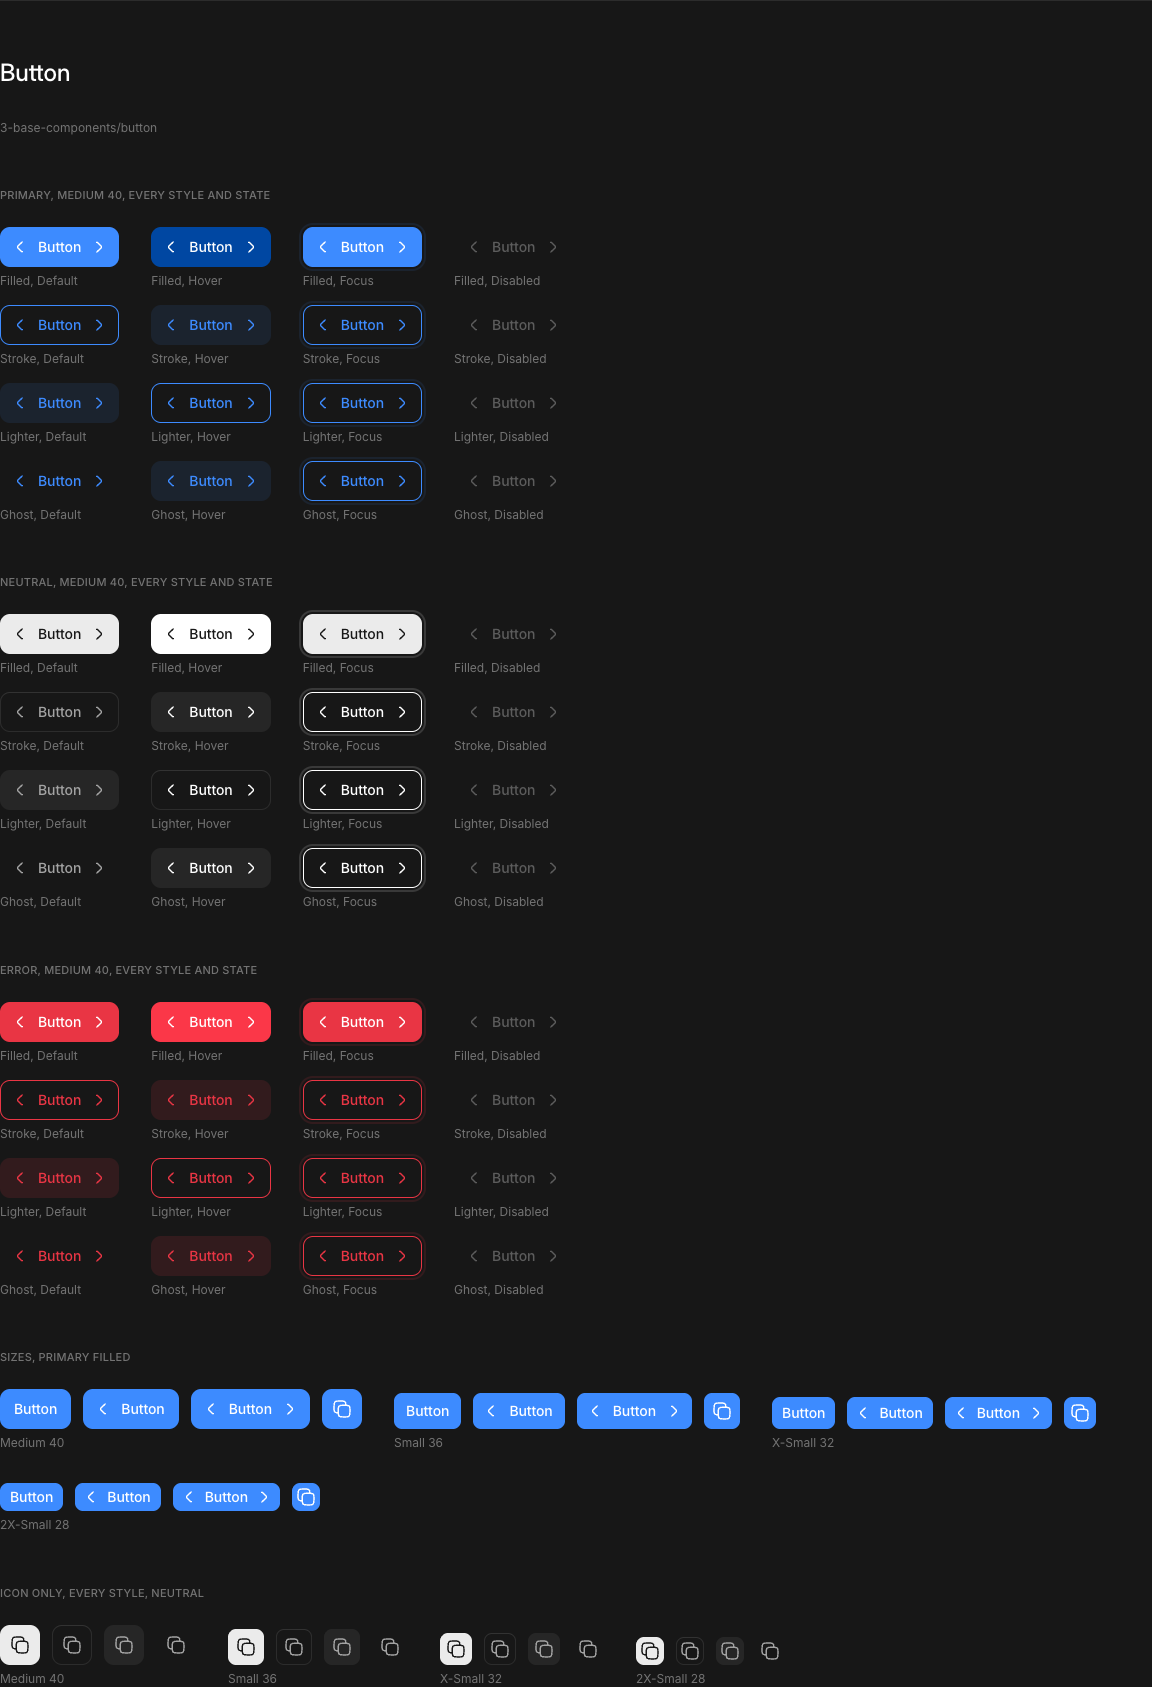 Button
3-base-components/button
PRIMARY, MEDIUM 40, EVERY STYLE AND STATE
Button Button Button Button
Filled, Default Filled, Hover Filled, Focus Filled, Disabled
Button Button Button Button
Stroke, Default Stroke, Hover Stroke, Focus Stroke, Disabled
Button Button Button Button
Lighter, Default Lighter, Hover Lighter, Focus Lighter, Disabled
Button Button Button Button
Ghost, Default Ghost, Hover Ghost, Focus Ghost, Disabled
NEUTRAL, MEDIUM 40, EVERY STYLE AND STATE
Button Button Button Button
Filled, Default Filled, Hover Filled, Focus Filled, Disabled
Button Button Button Button
Stroke, Default Stroke, Hover Stroke, Focus Stroke, Disabled
Button Button Button Button
Lighter, Default Lighter, Hover Lighter, Focus Lighter, Disabled
Button Button Button Button
Ghost, Default Ghost, Hover Ghost, Focus Ghost, Disabled
ERROR, MEDIUM 40, EVERY STYLE AND STATE
Button Button Button Button
Filled, Default Filled, Hover Filled, Focus Filled, Disabled
Button Button Button Button
Stroke, Default Stroke, Hover Stroke, Focus Stroke, Disabled
Button Button Button Button
Lighter, Default Lighter, Hover Lighter, Focus Lighter, Disabled
Button Button Button Button
Ghost, Default Ghost, Hover Ghost, Focus Ghost, Disabled
SIZES, PRIMARY FILLED
Button Button Button Button Button Button Button Button Button
Medium 40 Small 36 X-Small 32
Button Button Button
2X-Small 28
ICON ONLY, EVERY STYLE, NEUTRAL
Medium 40 Small 36 X-Small 32 2X-Small 28